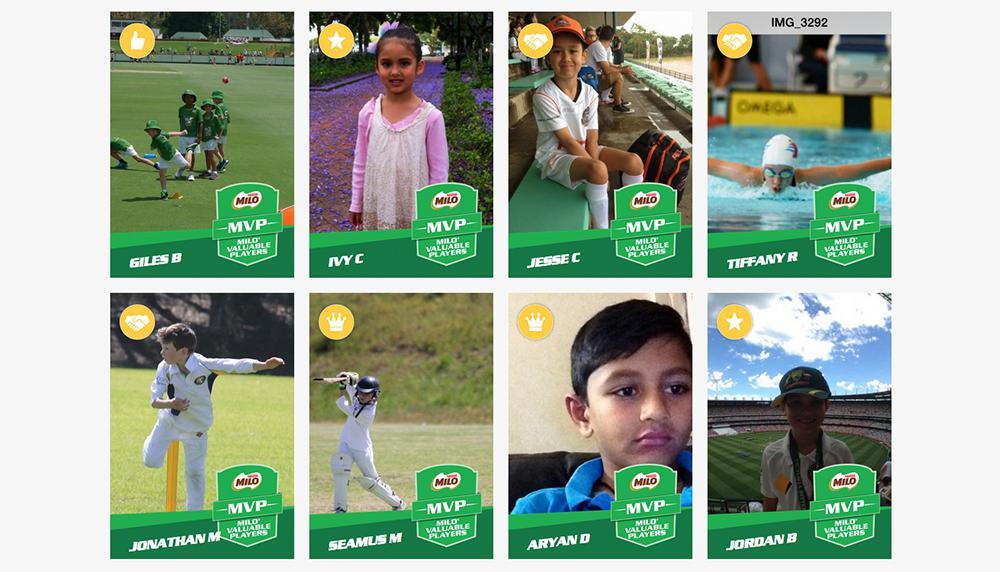 MILO
MVP
MILO®
VALUABLE
PLAYERS
GILES B
MILO
MVP
MILO®
VALUABLE
PLAYERS
IVY C
MILO
MVP
MILO®
VALUABLE
PLAYERS
JESSE C
IMG_3292
?
OMEGA
MILO
MVP
MILO®
VALUABLE
PLAYERS
TIFFANY R
MILO
MVP
MILO®
VALUABLE
PLAYERS
JONATHAN M
MILO
MVP
MILO®
VALUABLE
PLAYERS
SEAMUS M
MILO
MVP
MILO®
VALUABLE
PLAYERS
ARYAN D
MILO
MVP
MILO®
VALUABLE
PLAYERS
JORDAN B